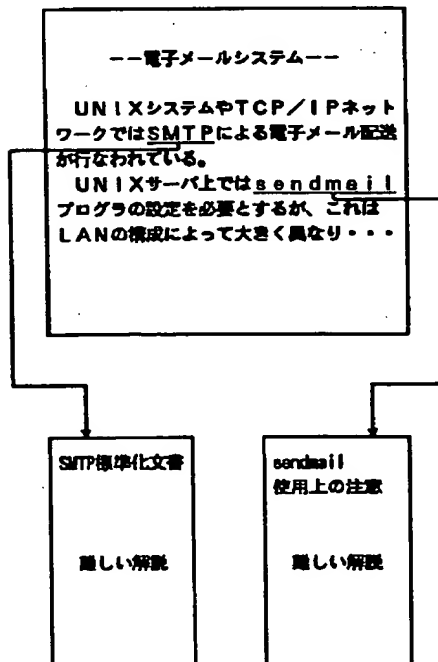 −−電子メールシステム−−
UNIXシステムやTCP／IPネット
ワークではSMTPによる電子メール配送
が行なわれている。
UNIXサーバ上ではsendmail
プログラの設定を必要とするが、これは
LANの構成によって大きく異なり・・・
SMTP標準化文書
難しい解説
sendmail
使用上の注意
難しい解説